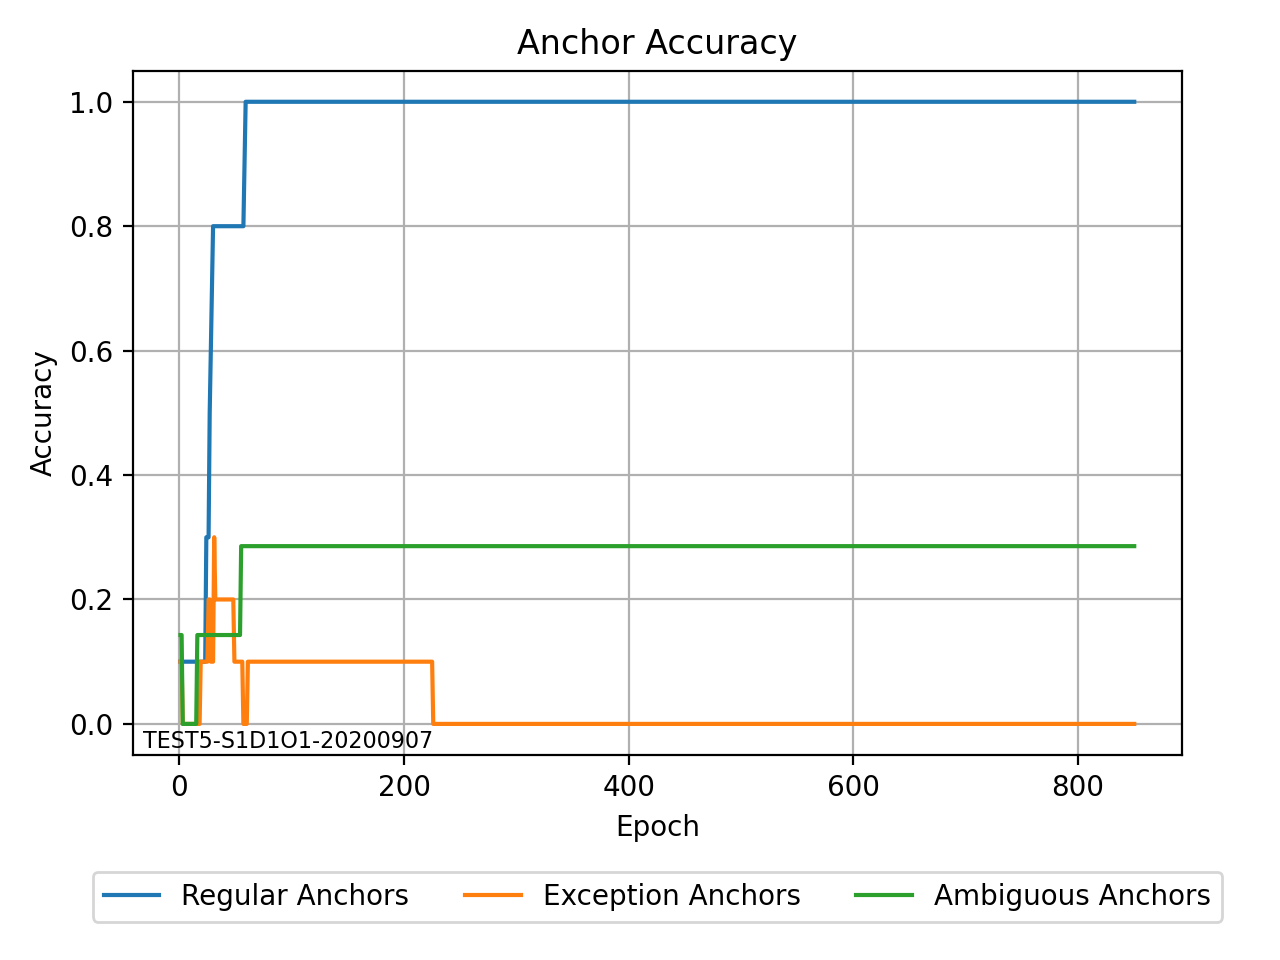 Anchor Accuracy
Accuracy
1.0
0.8
0.6
0.4
0.2
0.0
TEST5-S1D1O1-20200907
0 200 400 600 800
Epoch
Regular Anchors Exception Anchors Ambiguous Anchors